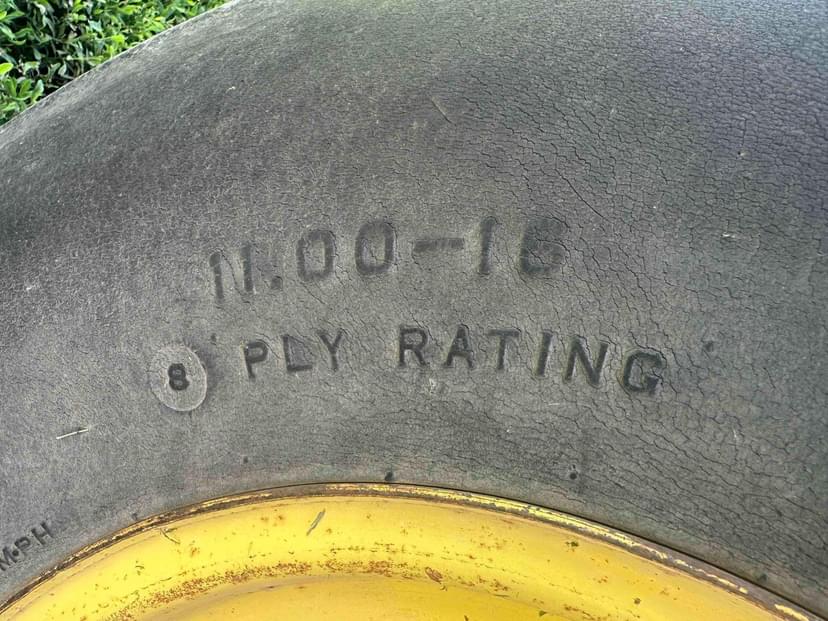 11.00-16
8 PLY RATING
M.P.H